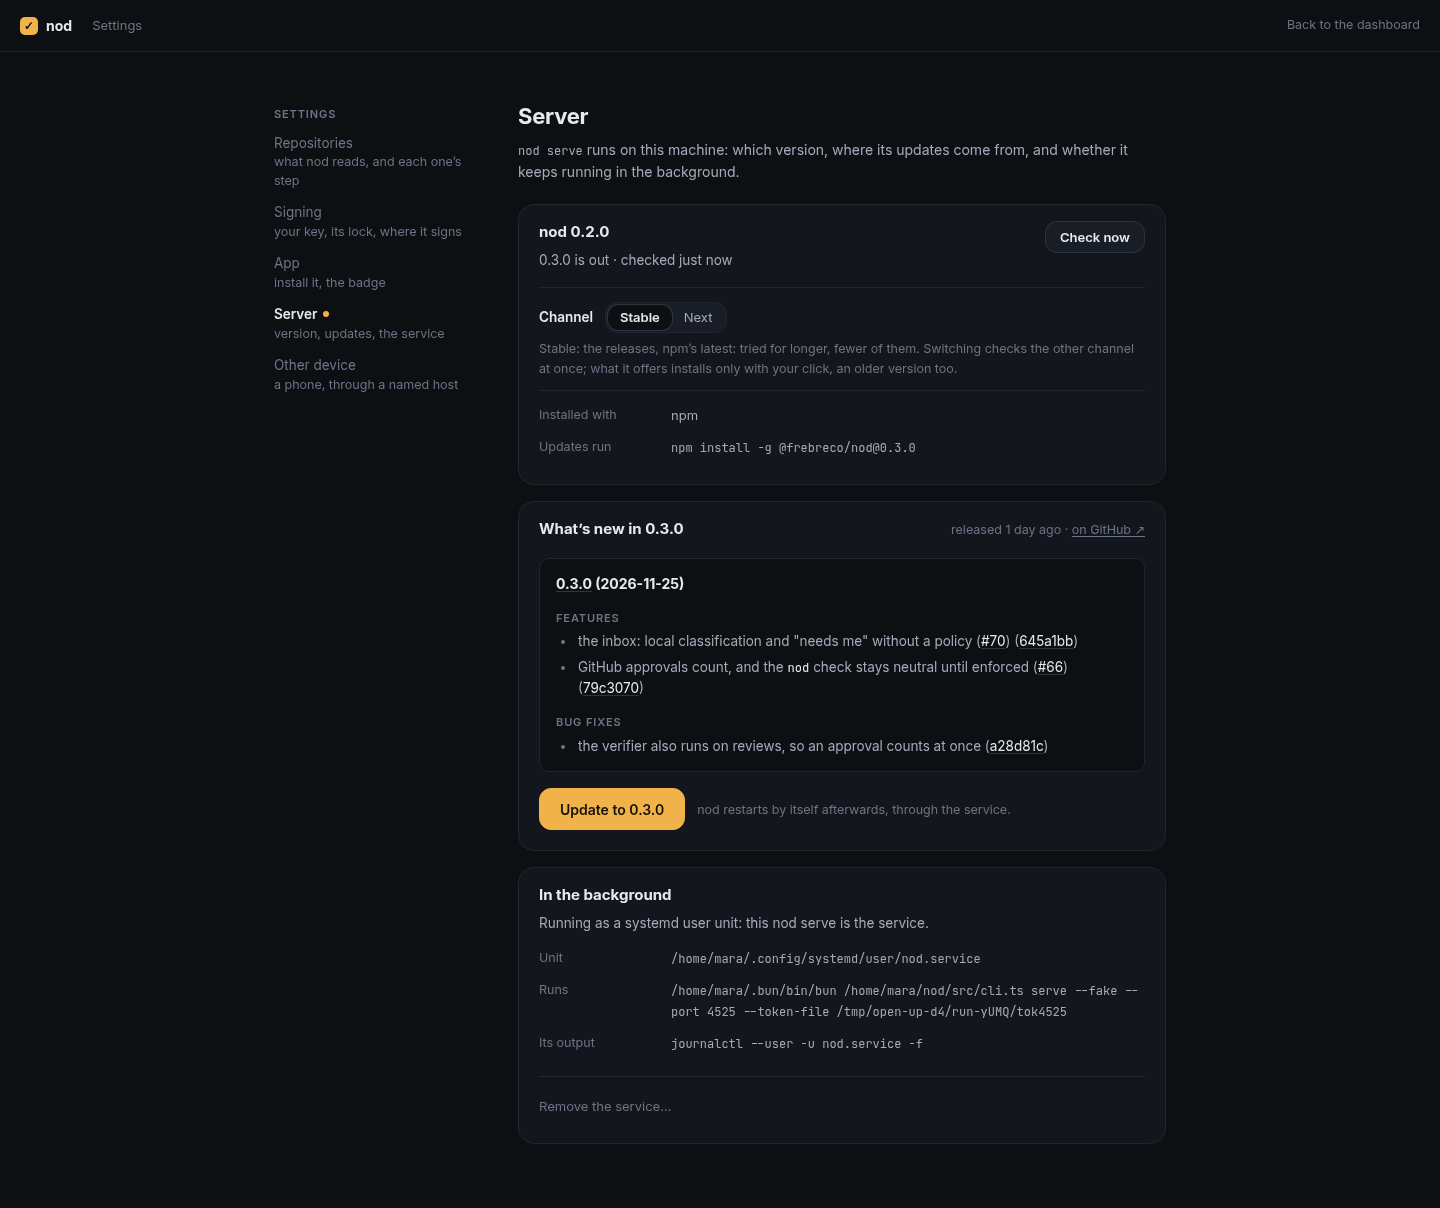 ✓ nod Settings
Back to the dashboard
SETTINGS
Repositories
what nod reads, and each one’s
step
Signing
your key, its lock, where it signs
App
install it, the badge
Server
version, updates, the service
Other device
a phone, through a named host
Server
nod serve runs on this machine: which version, where its updates come from, and whether it
keeps running in the background.
nod 0.2.0
Check now
0.3.0 is out · checked just now
Channel Stable Next
Stable: the releases, npm’s latest: tried for longer, fewer of them. Switching checks the other channel
at once; what it offers installs only with your click, an older version too.
Installed with npm
Updates run npm install -g @frebreco/nod@0.3.0
What’s new in 0.3.0
released 1 day ago · on GitHub ↗
0.3.0 (2026-11-25)
FEATURES
• the inbox: local classification and "needs me" without a policy (#70) (645a1bb)
• GitHub approvals count, and the nod check stays neutral until enforced (#66)
(79c3070)
BUG FIXES
• the verifier also runs on reviews, so an approval counts at once (a28d81c)
Update to 0.3.0 nod restarts by itself afterwards, through the service.
In the background
Running as a systemd user unit: this nod serve is the service.
Unit /home/mara/.config/systemd/user/nod.service
Runs /home/mara/.bun/bin/bun /home/mara/nod/src/cli.ts serve --fake --
port 4525 --token-file /tmp/open-up-d4/run-yUMQ/tok4525
Its output journalctl --user -u nod.service -f
Remove the service…